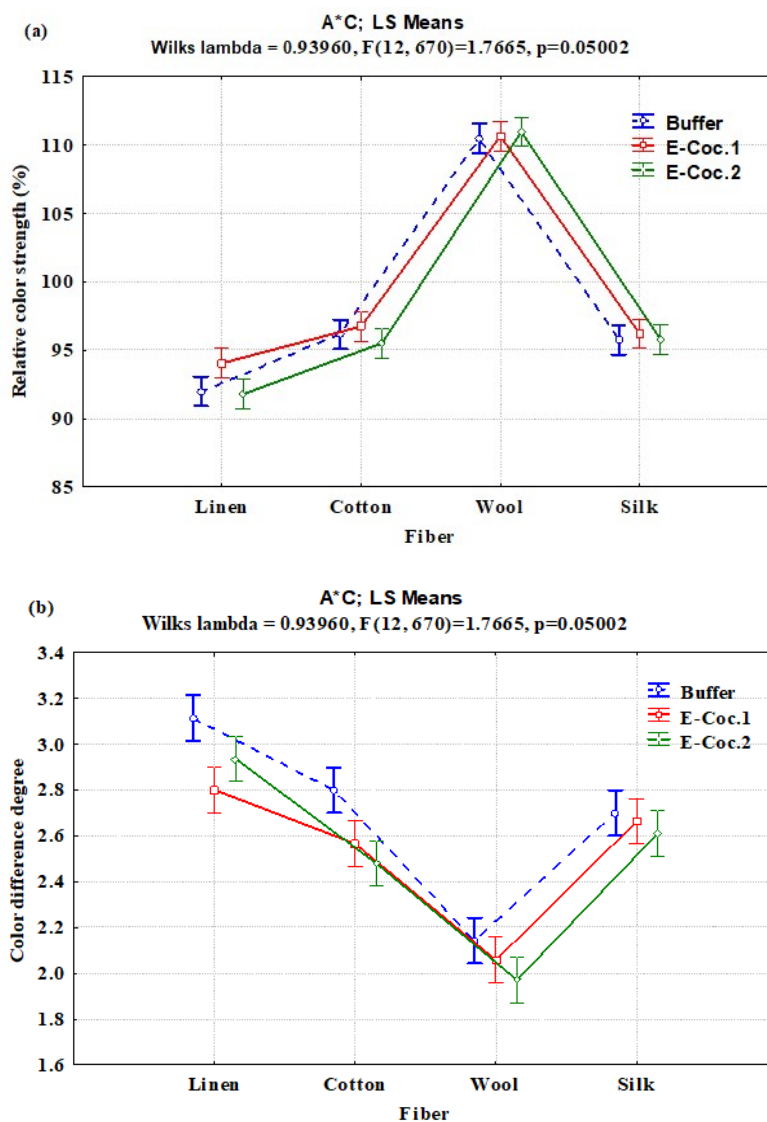 (a)
A*C; LS Means
Wilks lambda = 0.93960, F(12, 670)=1.7665, p=0.05002
115
110
105
100
95
90
85
Relative color strength (%)
Buffer
E-Coc.1
E-Coc.2
Linen Cotton Wool Silk
Fiber
(b)
A*C; LS Means
Wilks lambda = 0.93960, F(12, 670)=1.7665, p=0.05002
3.4
3.2
3.0
2.8
2.6
2.4
2.2
2.0
1.8
1.6
Color difference degree
Buffer
E-Coc.1
E-Coc.2
Linen Cotton Wool Silk
Fiber